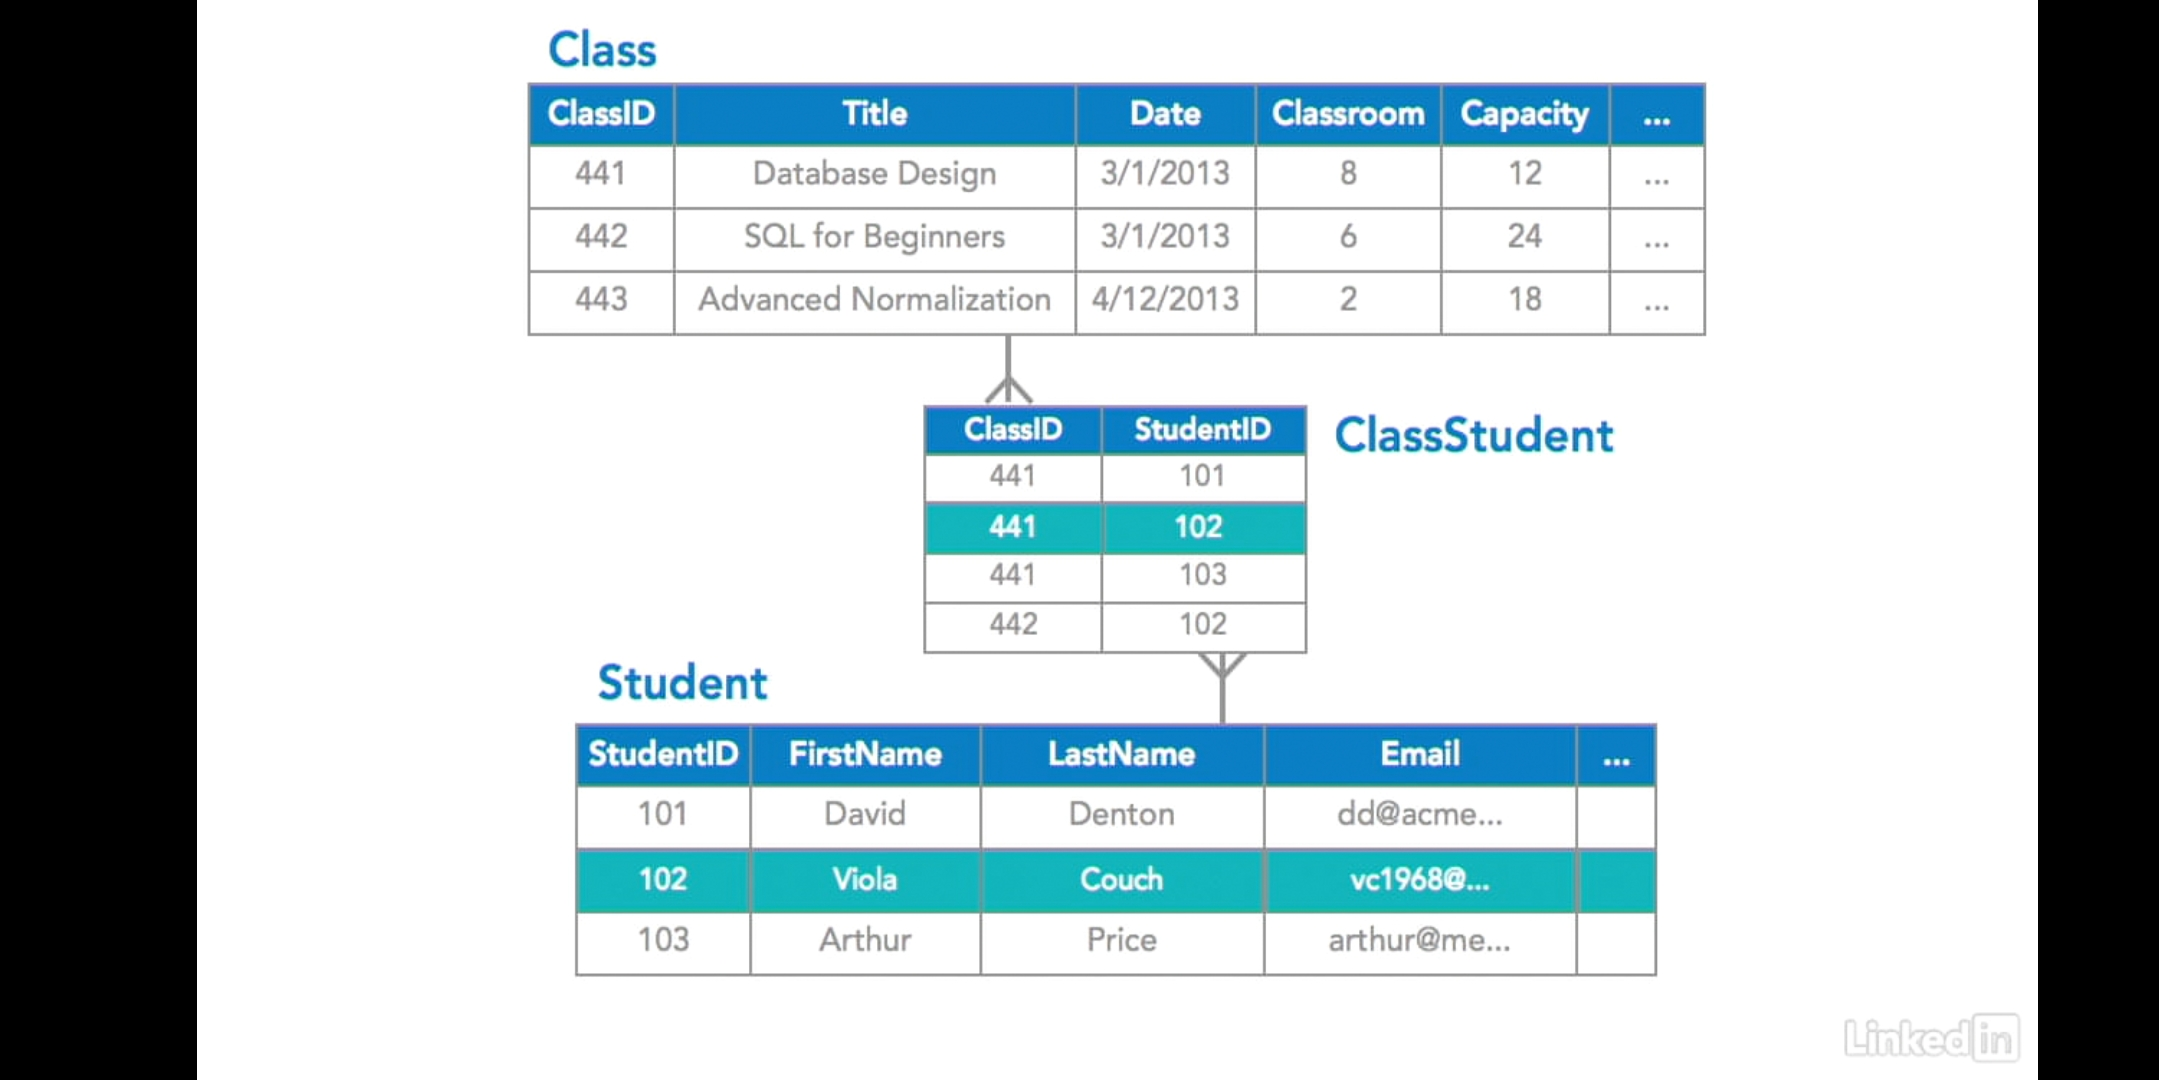 Class
ClassID Title Date Classroom Capacity ...
441 Database Design 3/1/2013 8 12 ...
442 SQL for Beginners 3/1/2013 6 24 ...
443 Advanced Normalization 4/12/2013 2 18 ...
ClassID StudentID
ClassStudent
441 101
441 102
441 103
442 102
Student
StudentID FirstName LastName Email ...
101 David Denton dd@acme...
102 Viola Couch vc1968@...
103 Arthur Price arthur@me...
Linked in